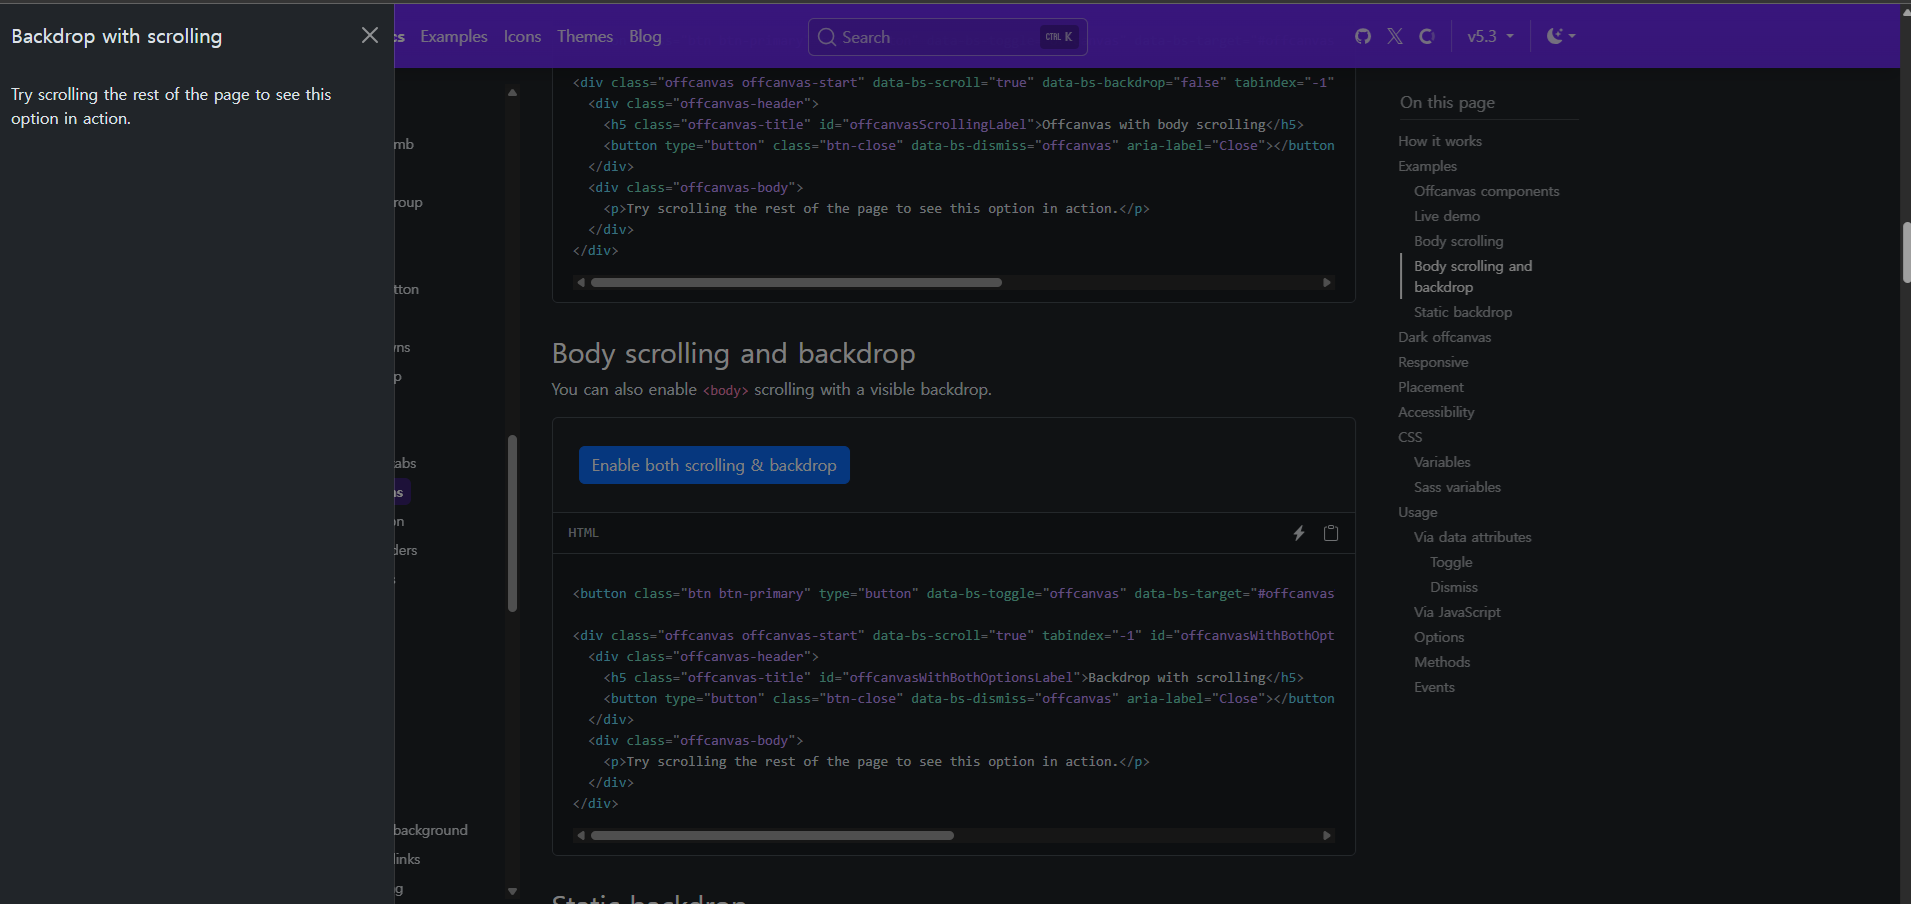 Backdrop with scrolling
Try scrolling the rest of the page to see this
option in action.
cs Examples Icons Themes Blog
Search
CTRL K
v5.3
mb
roup
tton
wns
p
tabs
as
on
ders
s
background
links
g
<div class="offcanvas offcanvas-start" data-bs-scroll="true" data-bs-backdrop="false" tabindex="-1"
<div class="offcanvas-header">
<h5 class="offcanvas-title" id="offcanvasScrollingLabel">Offcanvas with body scrolling</h5>
<button type="button" class="btn-close" data-bs-dismiss="offcanvas" aria-label="Close"></button
</div>
<div class="offcanvas-body">
<p>Try scrolling the rest of the page to see this option in action.</p>
</div>
</div>
Body scrolling and backdrop
You can also enable <body> scrolling with a visible backdrop.
Enable both scrolling & backdrop
HTML
<button class="btn btn-primary" type="button" data-bs-toggle="offcanvas" data-bs-target="#offcanvas
<div class="offcanvas offcanvas-start" data-bs-scroll="true" tabindex="-1" id="offcanvasWithBothOpt
<div class="offcanvas-header">
<h5 class="offcanvas-title" id="offcanvasWithBothOptionsLabel">Backdrop with scrolling</h5>
<button type="button" class="btn-close" data-bs-dismiss="offcanvas" aria-label="Close"></button
</div>
<div class="offcanvas-body">
<p>Try scrolling the rest of the page to see this option in action.</p>
</div>
</div>
Static backdrop
On this page
How it works
Examples
Offcanvas components
Live demo
Body scrolling
Body scrolling and
backdrop
Static backdrop
Dark offcanvas
Responsive
Placement
Accessibility
CSS
Variables
Sass variables
Usage
Via data attributes
Toggle
Dismiss
Via JavaScript
Options
Methods
Events